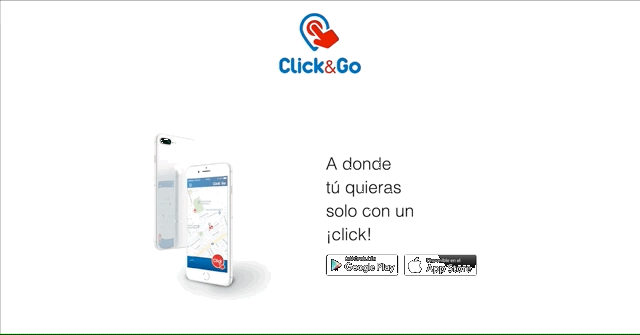 Click&Go
A donde
tú quieras
solo con un
¡click!
Google Play
App Store